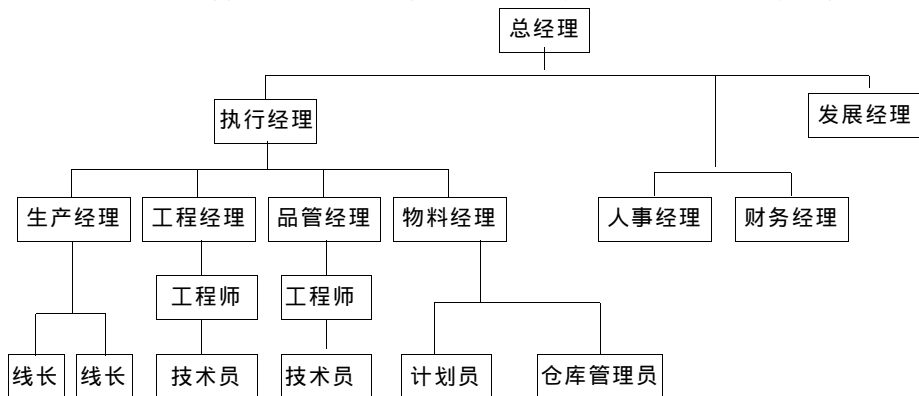 总经理
执行经理
发展经理
生产经理
工程经理
品管经理
物料经理
人事经理
财务经理
工程师
工程师
线长
线长
技术员
技术员
计划员
仓库管理员